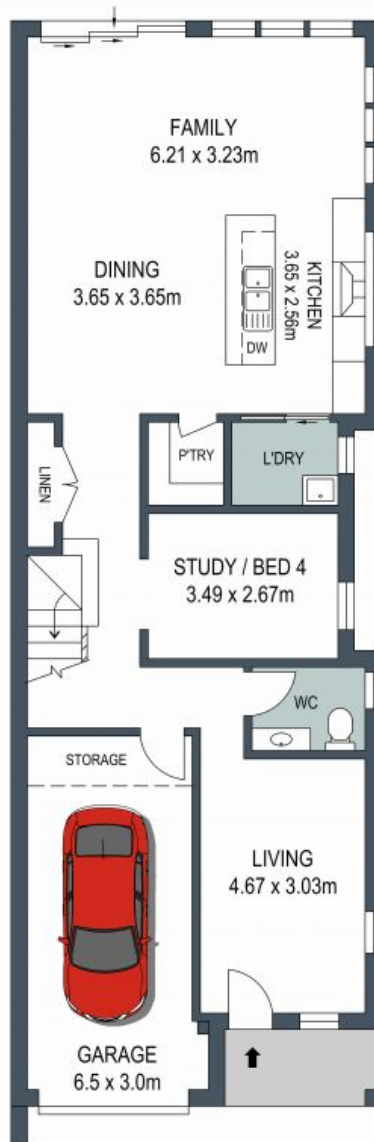 FAMILY
6.21 x 3.23m
DINING
3.65 x 3.65m
KITCHEN
3.65 x 2.56m
DW
P'TRY
L'DRY
LINEN
STUDY / BED 4
3.49 x 2.67m
WC
STORAGE
LIVING
4.67 x 3.03m
GARAGE
6.5 x 3.0m